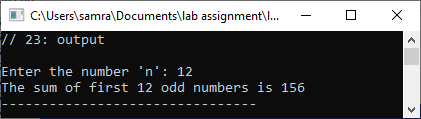 C:\Users\samra\Documents\lab assignment\l...
// 23: output
Enter the number 'n': 12
The sum of first 12 odd numbers is 156
--------------------------------